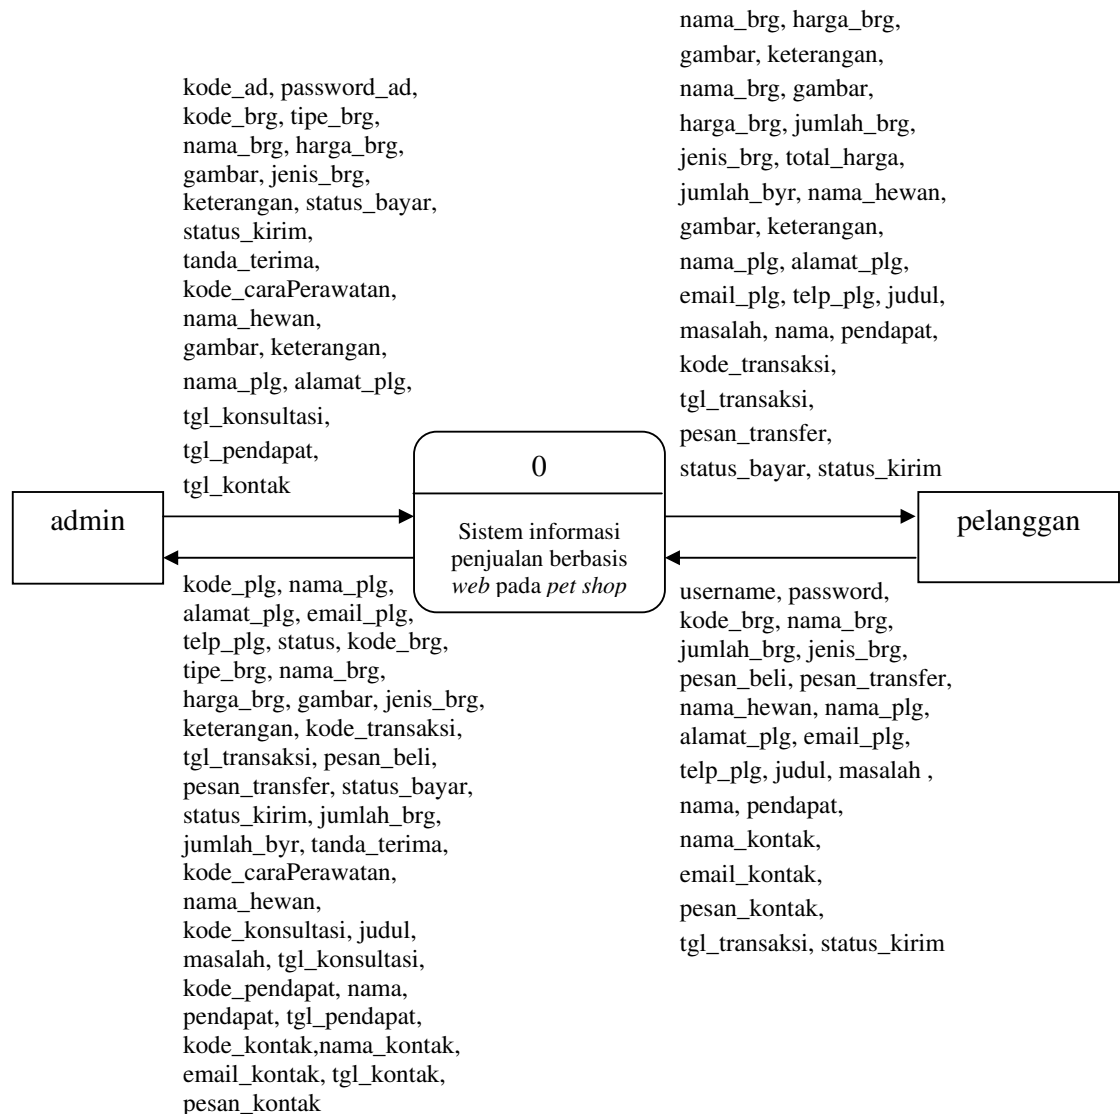 kode_ad, password_ad,
kode_brg, tipe_brg,
nama_brg, harga_brg,
gambar, jenis_brg,
keterangan, status_bayar,
status_kirim,
tanda_terima,
kode_caraPerawatan,
nama_hewan,
gambar, keterangan,
nama_plg, alamat_plg,
tgl_konsultasi,
tgl_pendapat,
tgl_kontak
nama_brg, harga_brg,
gambar, keterangan,
nama_brg, gambar,
harga_brg, jumlah_brg,
jenis_brg, total_harga,
jumlah_byr, nama_hewan,
gambar, keterangan,
nama_plg, alamat_plg,
email_plg, telp_plg, judul,
masalah, nama, pendapat,
kode_transaksi,
tgl_transaksi,
pesan_transfer,
status_bayar, status_kirim
admin
0
Sistem informasi
penjualan berbasis
web pada pet shop
pelanggan
kode_plg, nama_plg,
alamat_plg, email_plg,
telp_plg, status, kode_brg,
tipe_brg, nama_brg,
harga_brg, gambar, jenis_brg,
keterangan, kode_transaksi,
tgl_transaksi, pesan_beli,
pesan_transfer, status_bayar,
status_kirim, jumlah_brg,
jumlah_byr, tanda_terima,
kode_caraPerawatan,
nama_hewan,
kode_konsultasi, judul,
masalah, tgl_konsultasi,
kode_pendapat, nama,
pendapat, tgl_pendapat,
kode_kontak,nama_kontak,
email_kontak, tgl_kontak,
pesan_kontak
username, password,
kode_brg, nama_brg,
jumlah_brg, jenis_brg,
pesan_beli, pesan_transfer,
nama_hewan, nama_plg,
alamat_plg, email_plg,
telp_plg, judul, masalah ,
nama, pendapat,
nama_kontak,
email_kontak,
pesan_kontak,
tgl_transaksi, status_kirim